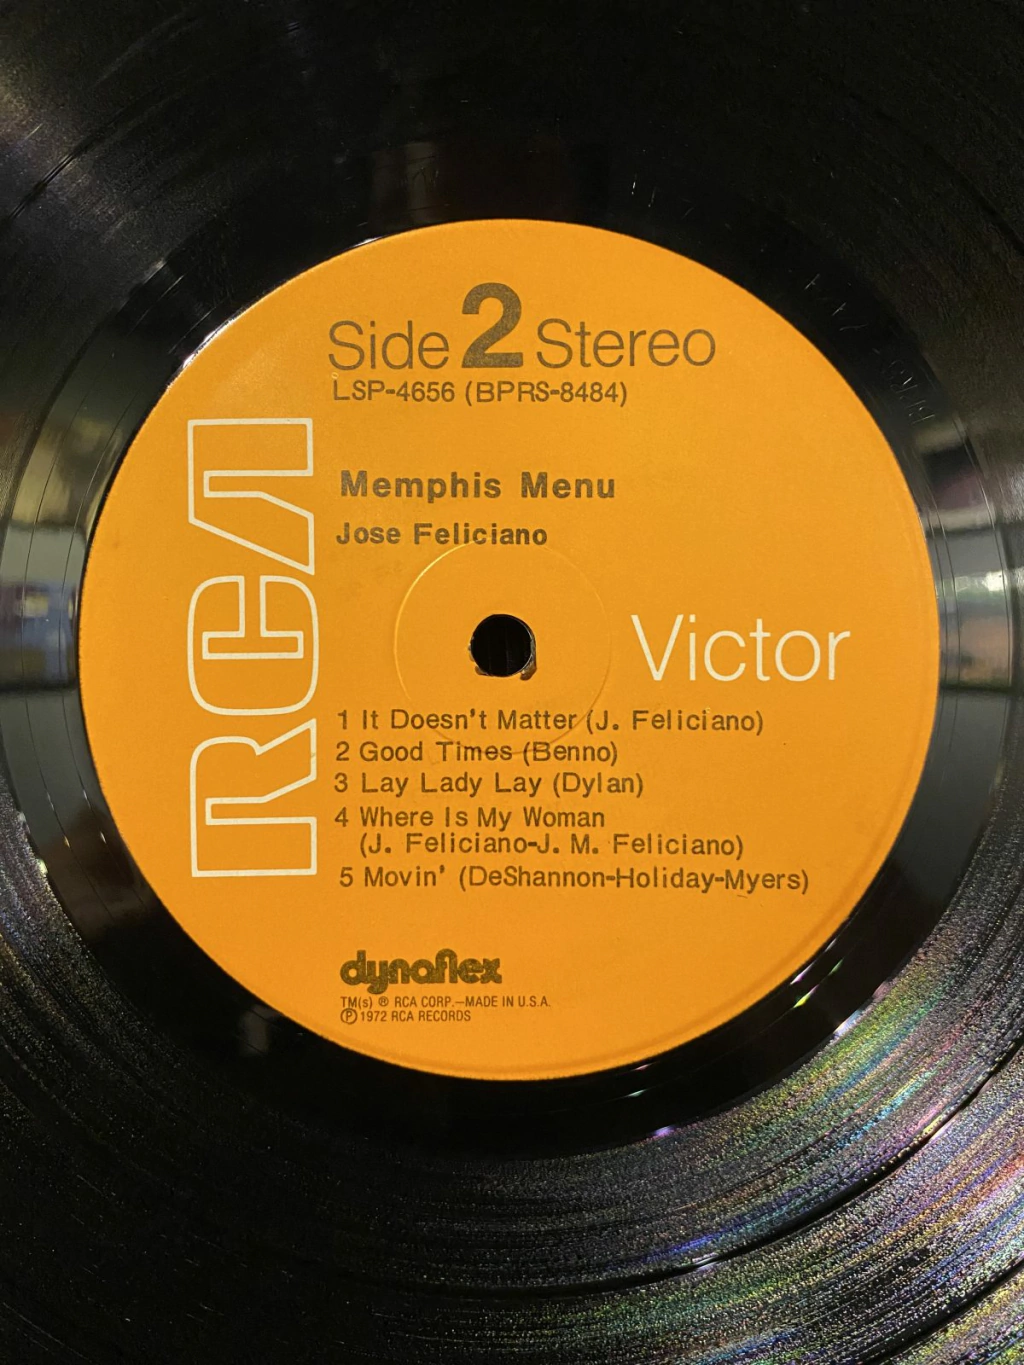 Side 2 Stereo
LSP-4656 (BPRS-8484)
RCA
Memphis Menu
Jose Feliciano
Victor
1 It Doesn't Matter (J. Feliciano)
2 Good Times (Benno)
3 Lay Lady Lay (Dylan)
4 Where Is My Woman
(J. Feliciano-J. M. Feliciano)
5 Movin' (DeShannon-Holiday-Myers)
dynaflex
TM(s) ® RCA CORP.—MADE IN U.S.A.
℗ 1972 RCA RECORDS